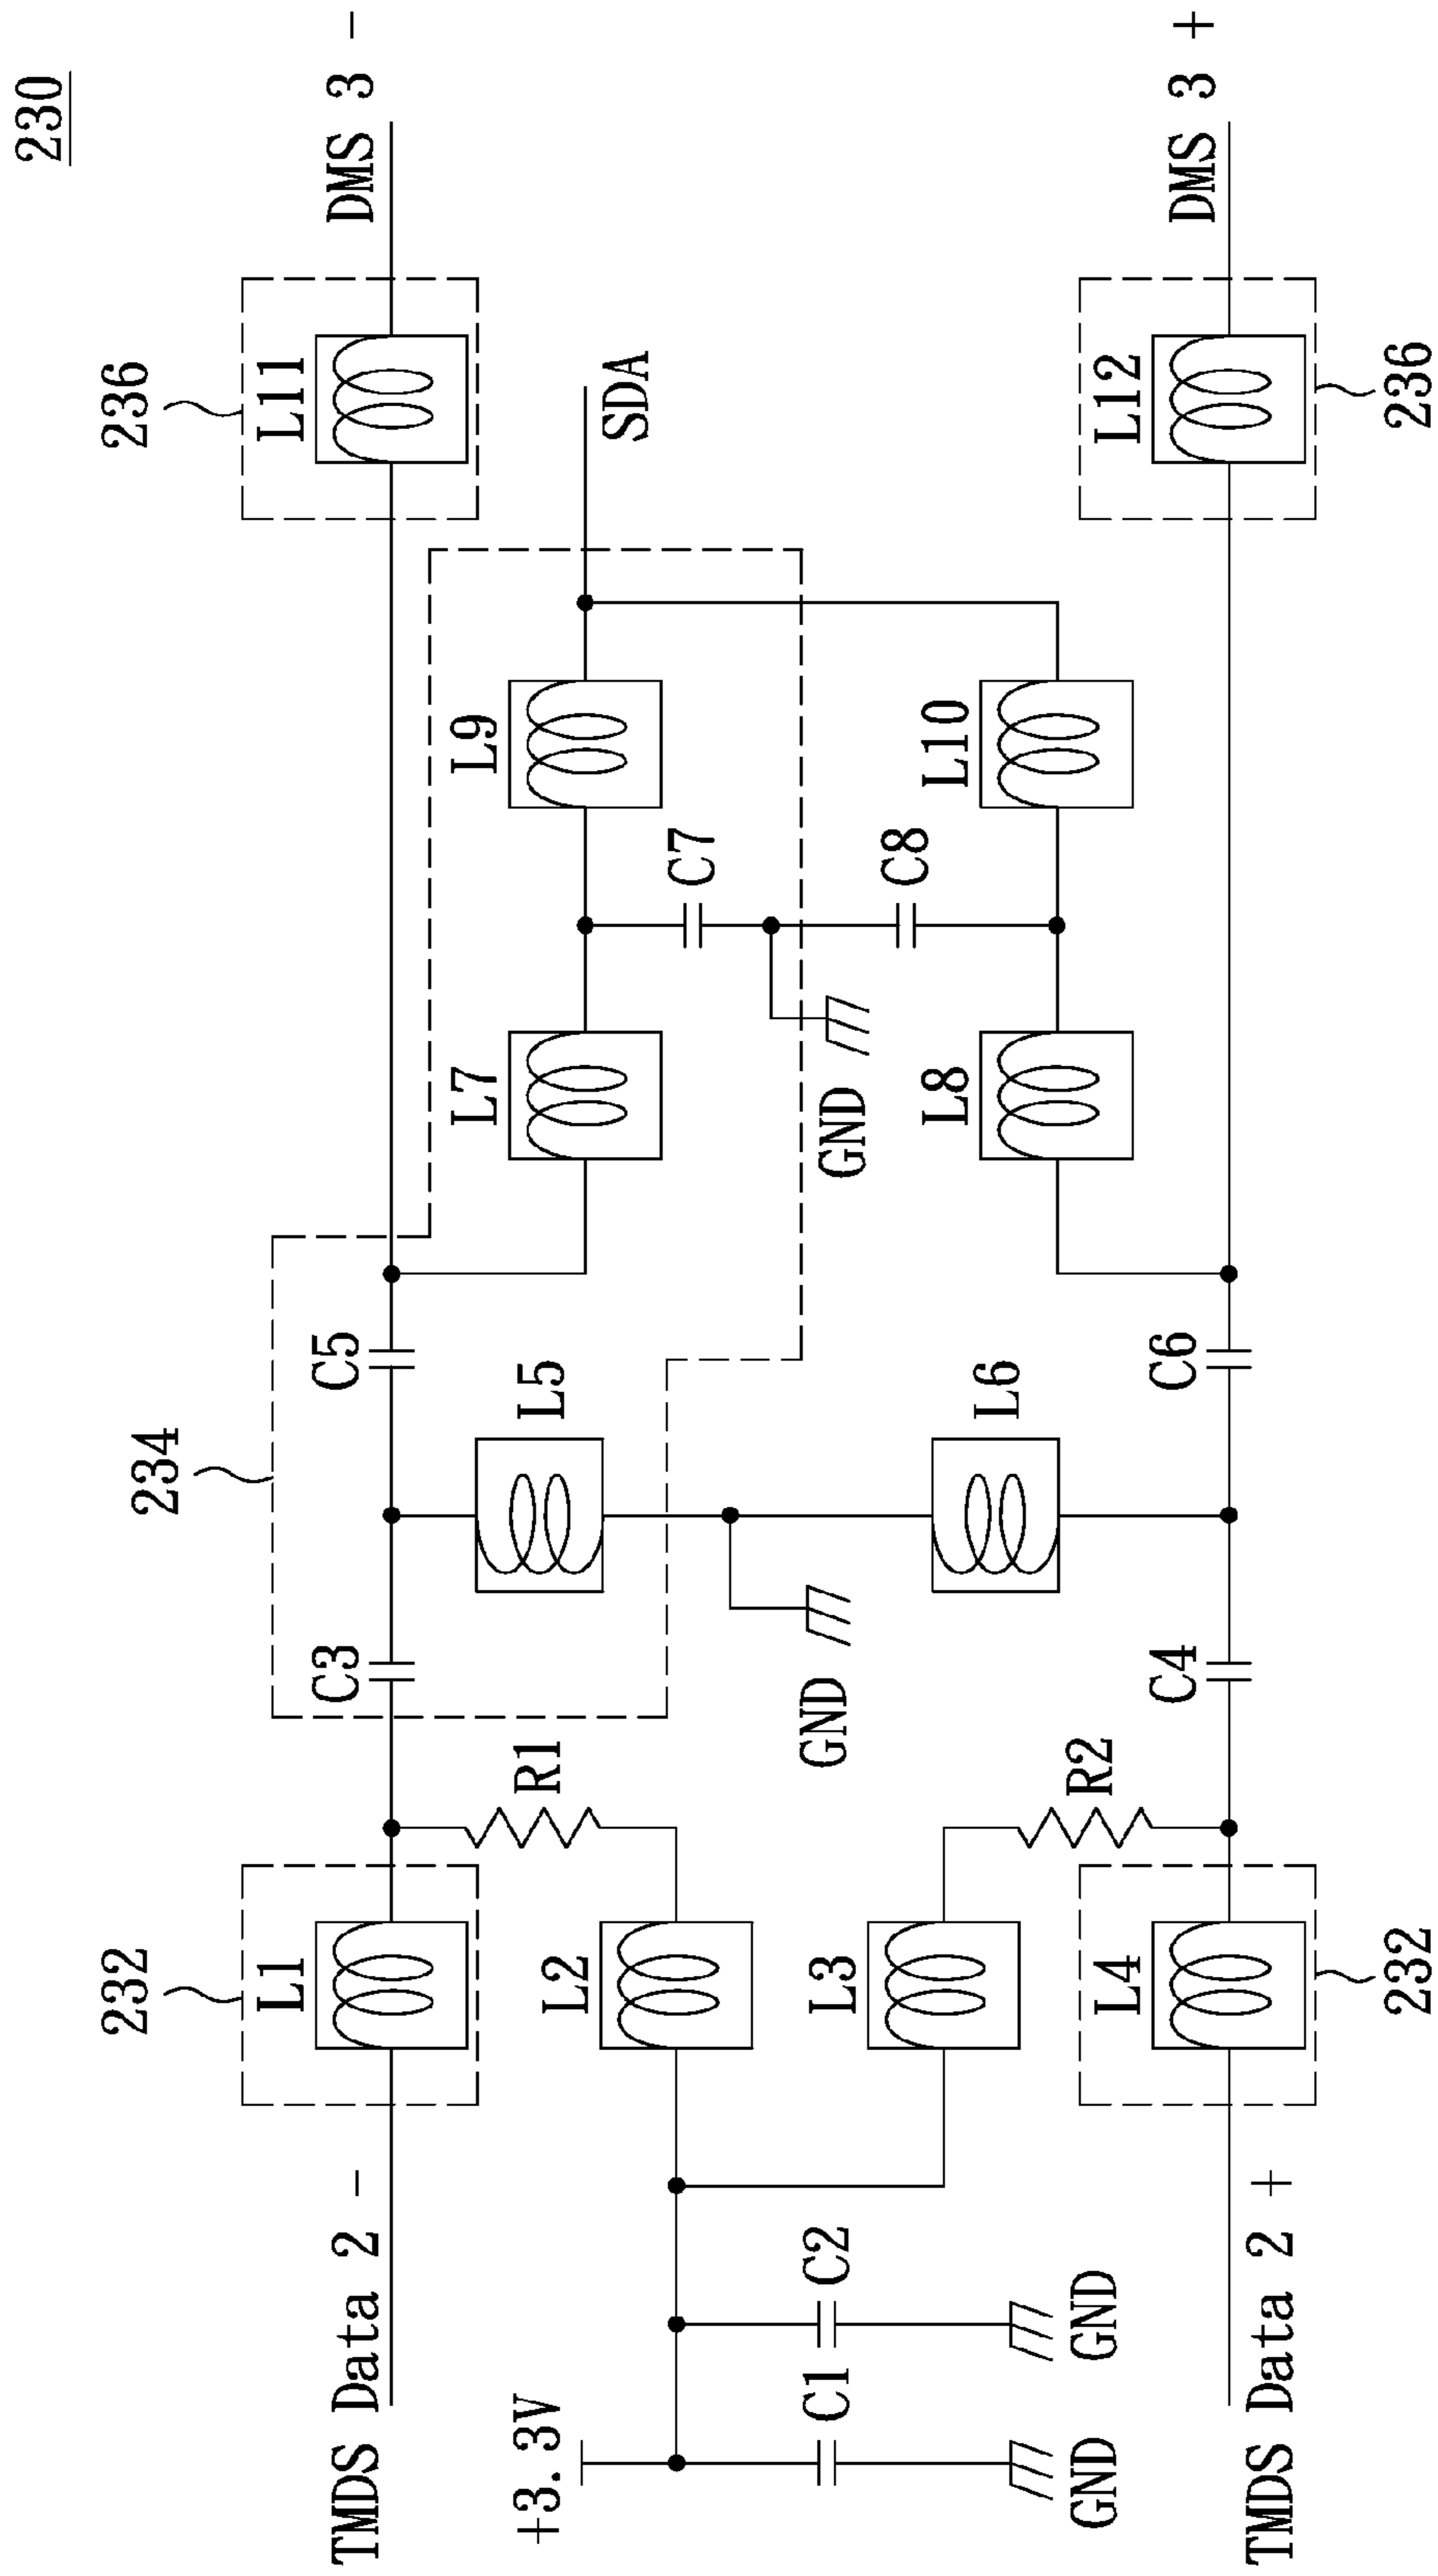 230
TMDS Data 2 -
DMS 3 -
232
L1
234
C3
C5
236
L11
R1
L5
L7
L9
SDA
+3.3V
L2
C7
C1
C2
GND
GND
GND
GND
L3
R2
L6
L8
C8
L10
L4
232
C4
C6
L12
236
TMDS Data 2 +
DMS 3 +